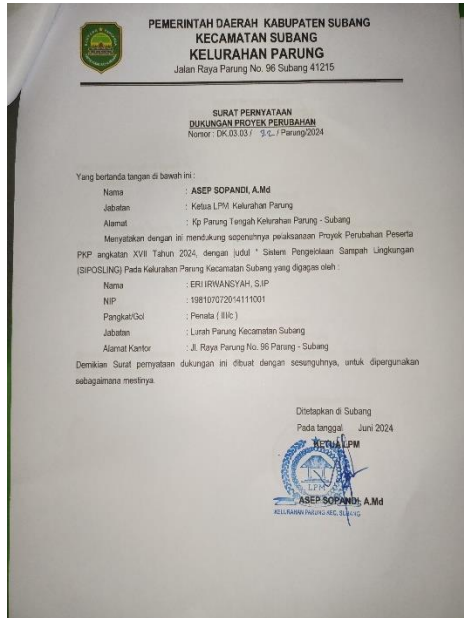 PEMERINTAH DAERAH KABUPATEN SUBANG
KECAMATAN SUBANG
KELURAHAN PARUNG
Jalan Raya Parung No. 96 Subang 41215
SURAT PERNYATAAN
DUKUNGAN PROYEK PERUBAHAN
Nomor : DK.03.03 / 22 / Parung/2024
Yang bertanda tangan di bawah ini :
Nama : ASEP SOPANDI, A.Md
Jabatan : Ketua LPM Kelurahan Parung
Alamat : Kp Parung Tengah Kelurahan Parung - Subang
Menyatakan dengan ini mendukung sepenuhnya pelaksanaan Proyek Perubahan Peserta
PKP angkatan XVII Tahun 2024, dengan judul " Sistem Pengelolaan Sampah Lingkungan
(SIPOSLING) Pada Kelurahan Parung Kecamatan Subang yang digagas oleh :
Nama : ERI IRWANSYAH, S.IP
NIP : 198107072014111001
Pangkat/Gol : Penata ( III/c )
Jabatan : Lurah Parung Kecamatan Subang
Alamat Kantor : Jl. Raya Parung No. 96 Parung - Subang
Demikian Surat pernyataan dukungan ini dibuat dengan sesungguhnya, untuk dipergunakan
sebagaimana mestinya.
Ditetapkan di Subang
Pada tanggal Juni 2024
KETUA LPM
LPM
ASEP SOPANDI, A.Md
KELURAHAN PARUNG KEC. SUBANG